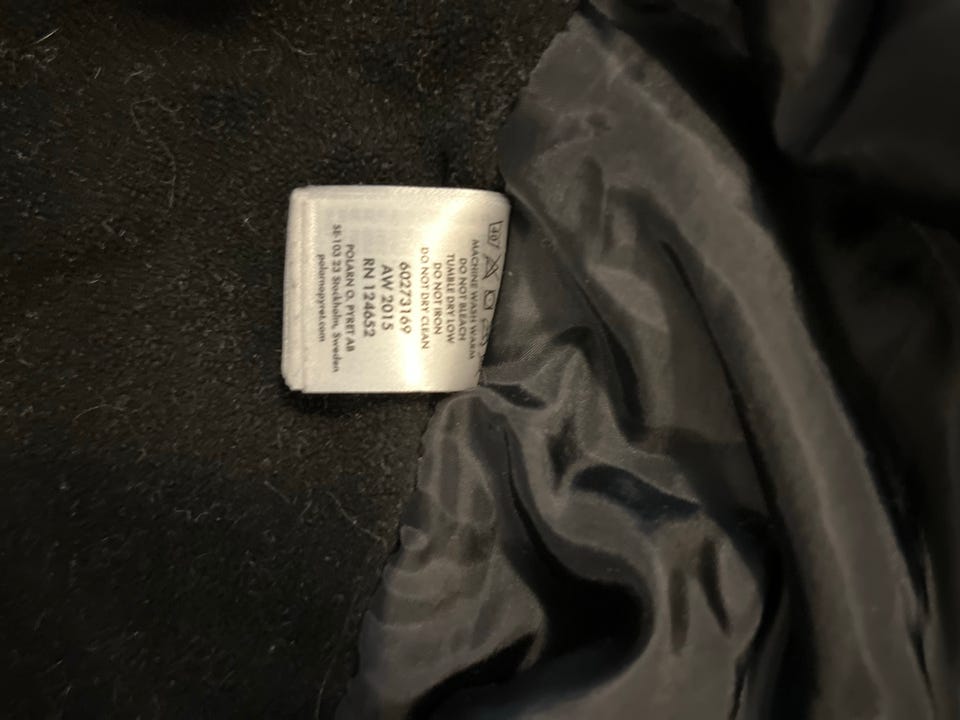 40
MACHINE WASH WARM
DO NOT BLEACH
TUMBLE DRY LOW
DO NOT IRON
DO NOT DRY CLEAN
60273169
AW 2015
RN 124652
POLARN O. PYRET AB
SE-103 23 Stockholm, Sweden
polarnopyret.com